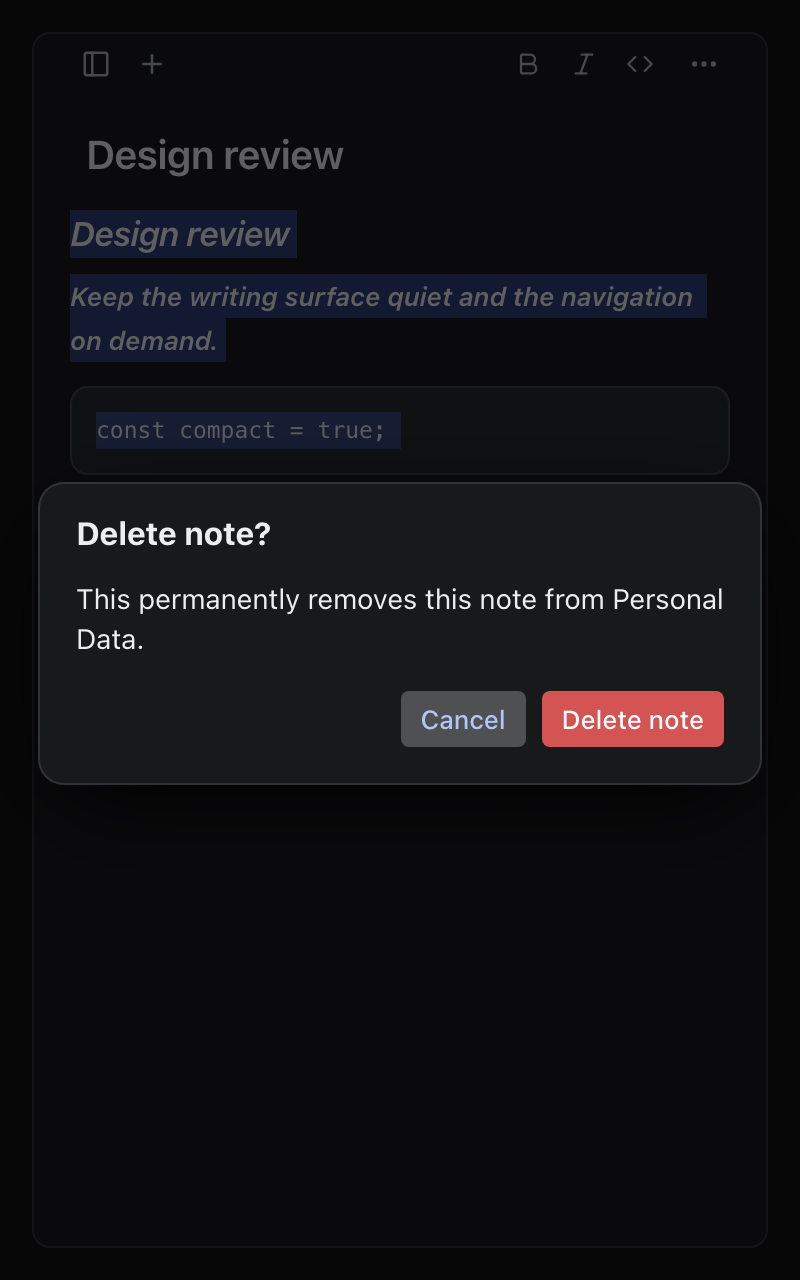 Design review
Design review
Keep the writing surface quiet and the navigation
on demand.
const compact = true;
Delete note?
This permanently removes this note from Personal
Data.
Cancel
Delete note